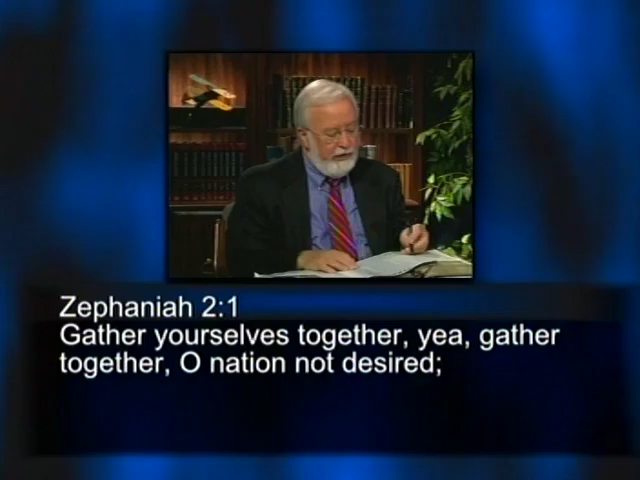 Zephaniah 2:1
Gather yourselves together, yea, gather
together, O nation not desired;